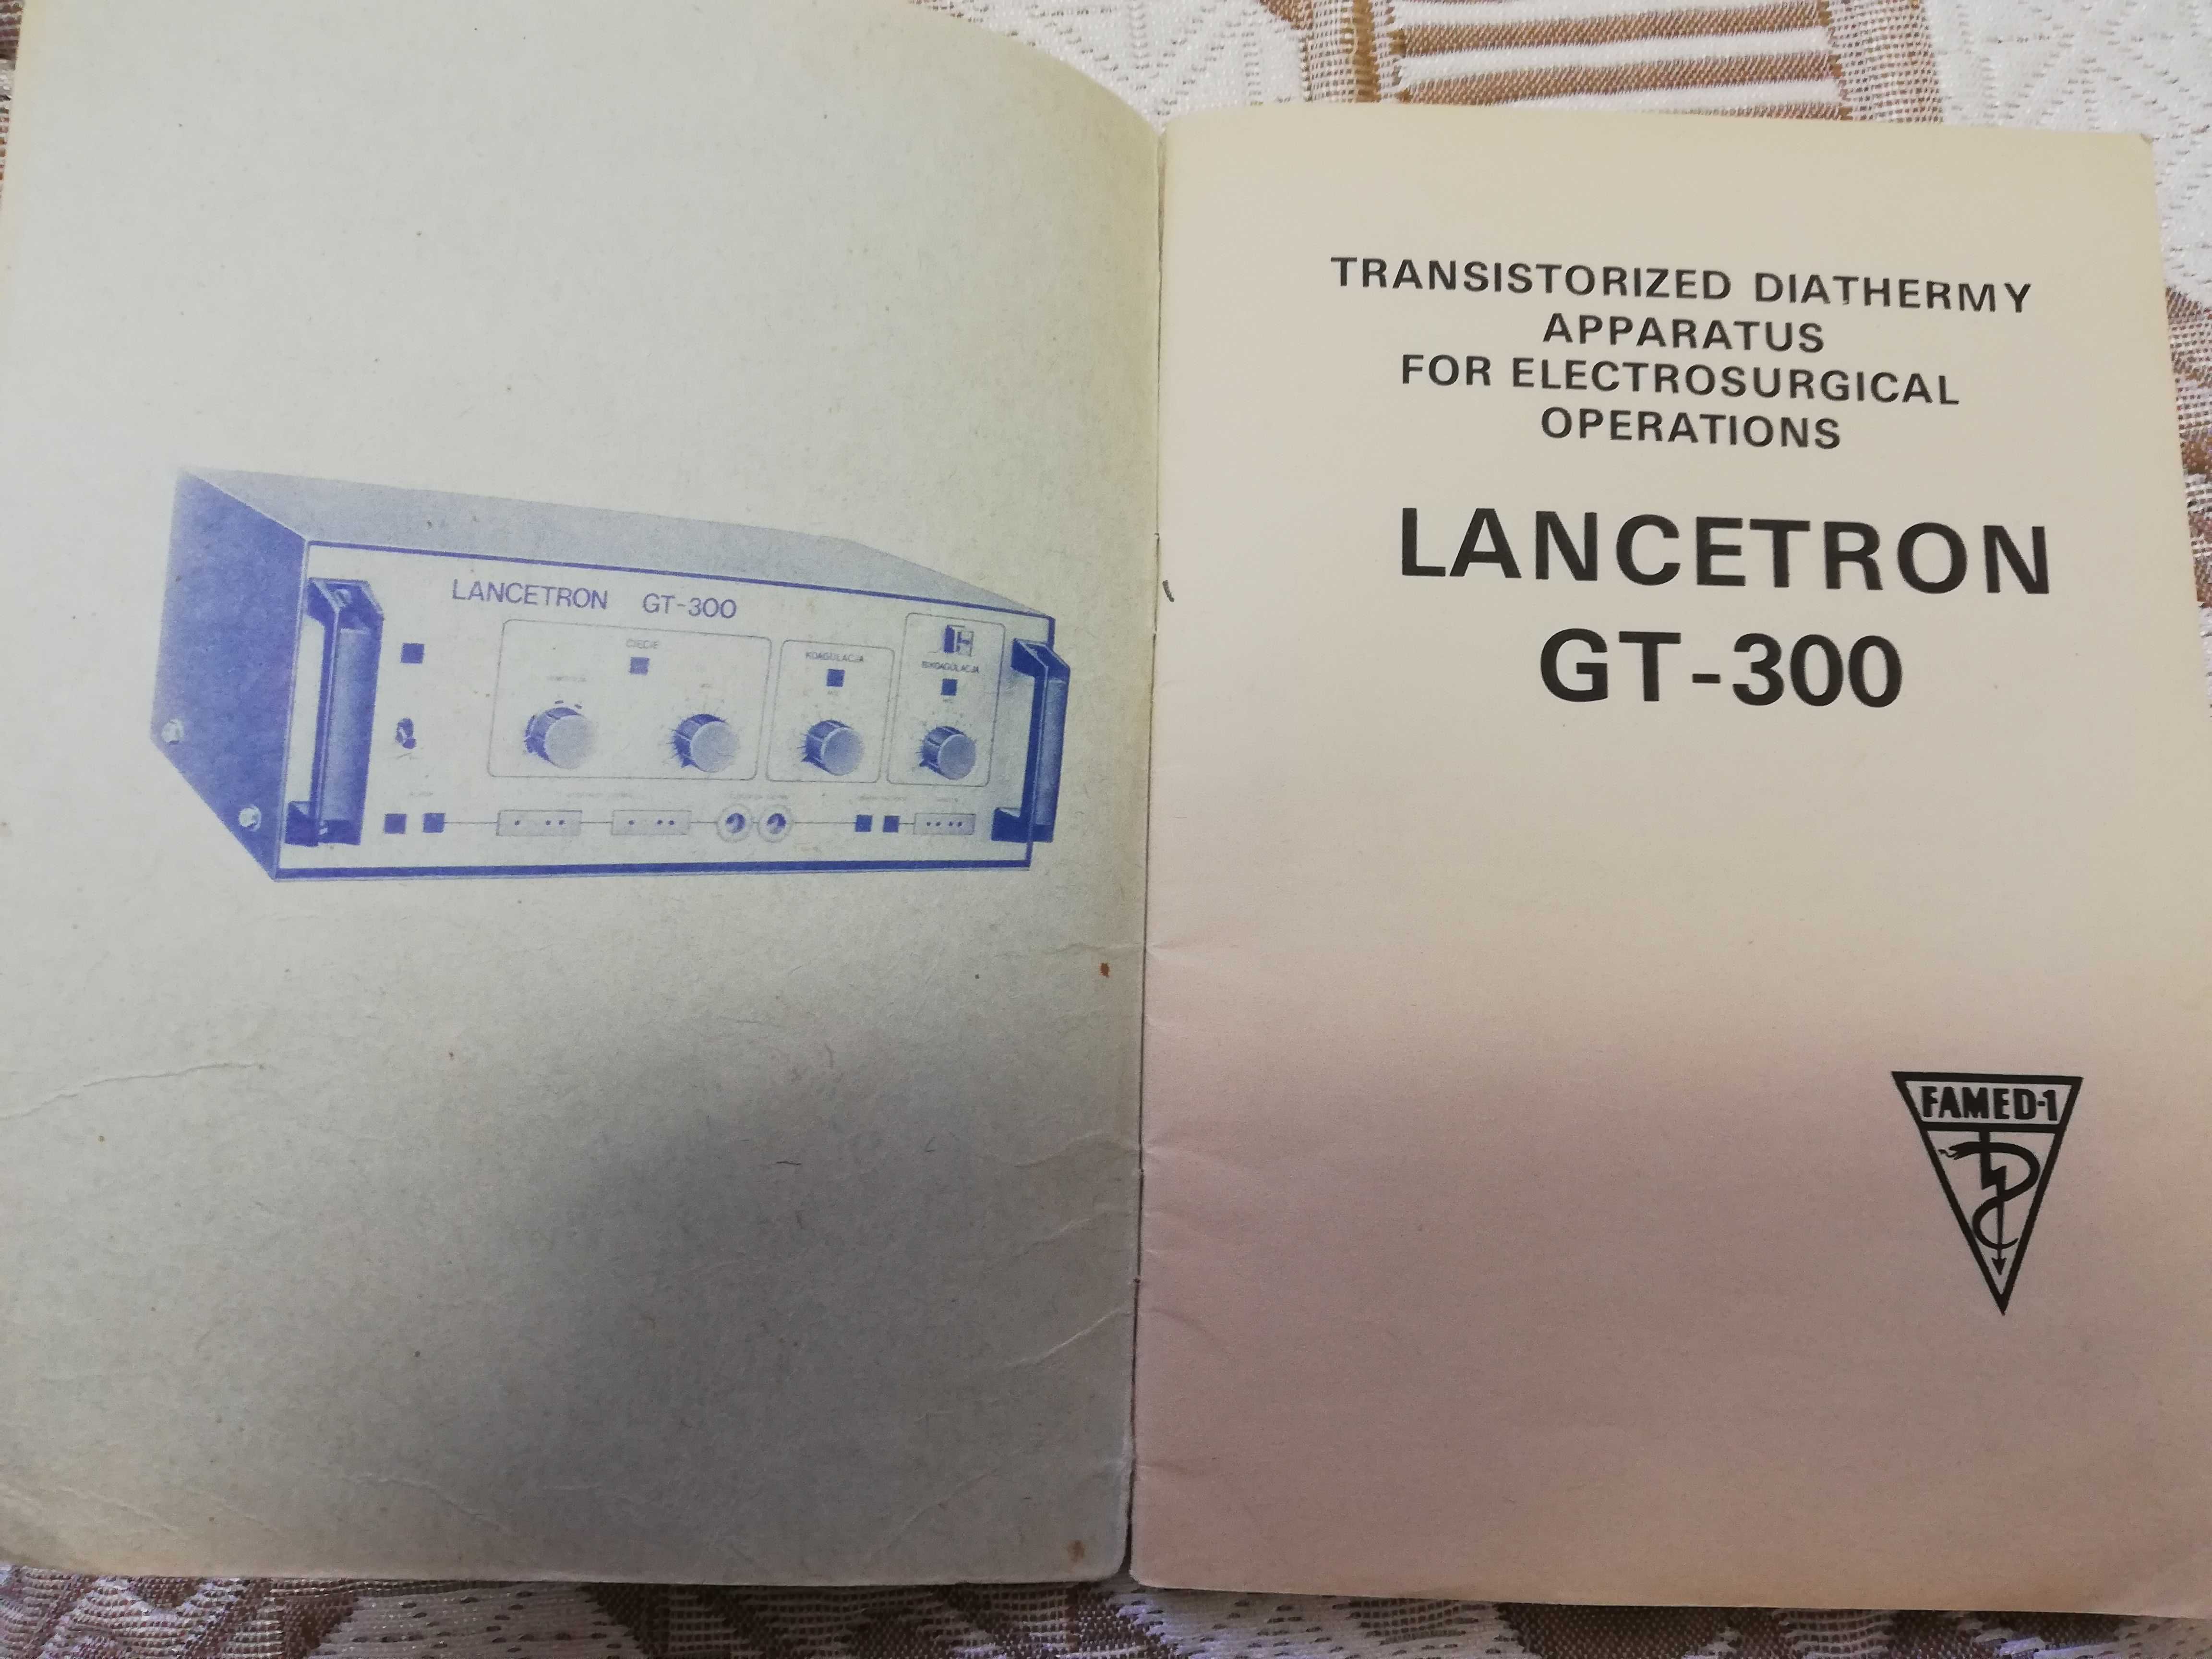 LANCETRON GT-300
CIĘCIE
KOAGULACJA
BIKOAGULACJA
TRANSISTORIZED DIATHERMY
APPARATUS
FOR ELECTROSURGICAL
OPERATIONS
LANCETRON
GT-300
FAMED-1